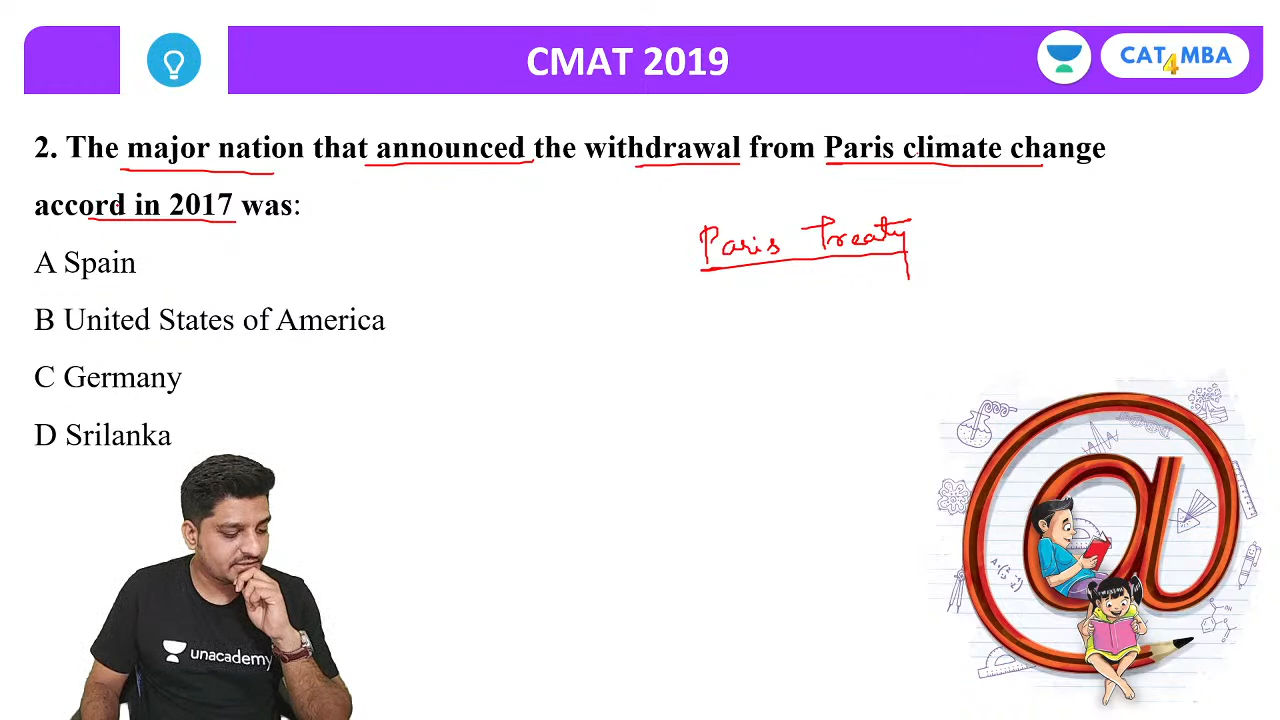 CMAT 2019
CAT4MBA
2. The major nation that announced the withdrawal from Paris climate change
accord in 2017 was:
Paris Treaty
A Spain
B United States of America
C Germany
D Srilanka
unacademy